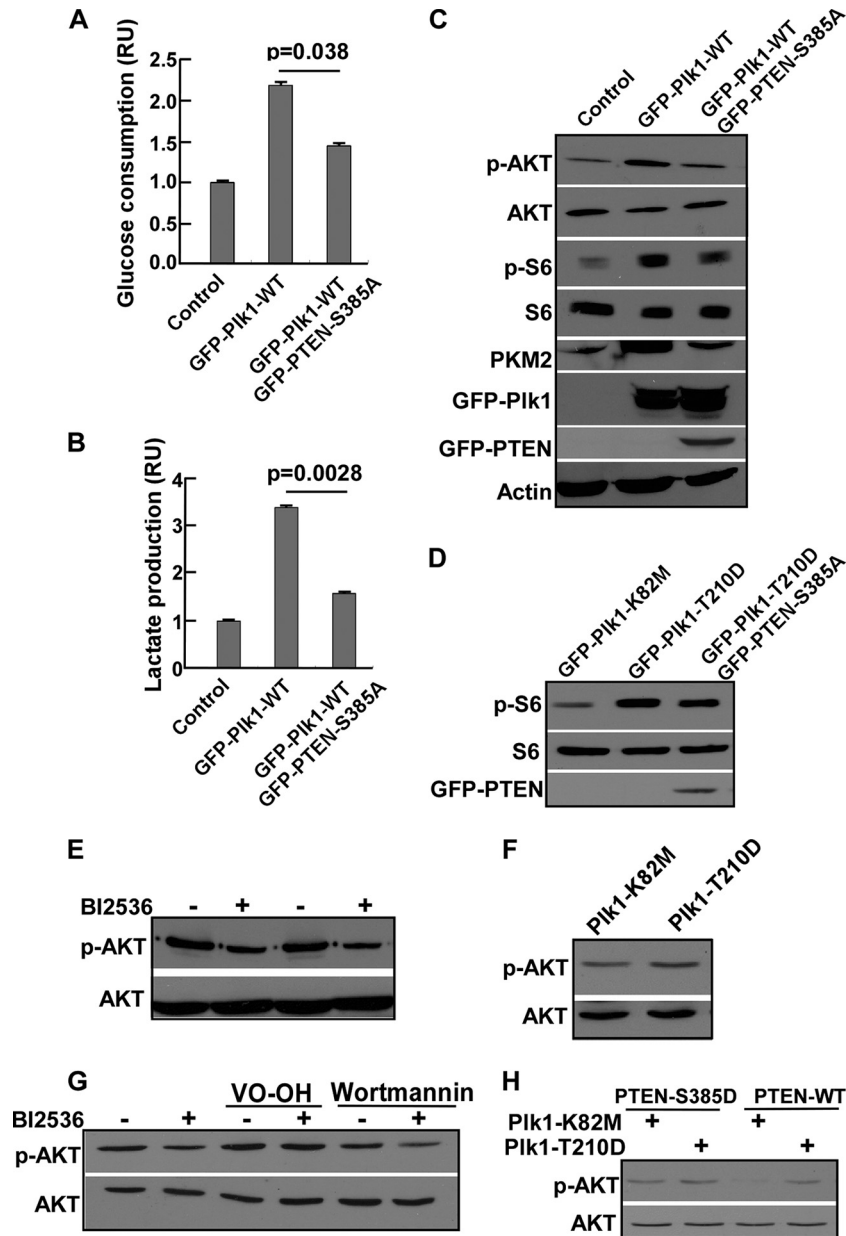 A
Glucose consumption (RU)
2.5
2.0
1.5
1.0
0.5
0.0
p=0.038
Control
GFP-Plk1-WT
GFP-Plk1-WT
GFP-PTEN-S385A
B
Lactate production (RU)
4
3
2
1
0
p=0.0028
Control
GFP-Plk1-WT
GFP-Plk1-WT
GFP-PTEN-S385A
C
Control
GFP-Plk1-WT
GFP-Plk1-WT
GFP-PTEN-S385A
p-AKT
AKT
p-S6
S6
PKM2
GFP-Plk1
GFP-PTEN
Actin
D
GFP-Plk1-K82M
GFP-Plk1-T210D
GFP-Plk1-T210D
GFP-PTEN-S385A
p-S6
S6
GFP-PTEN
E
BI2536 - + - +
p-AKT
AKT
F
Plk1-K82M
Plk1-T210D
p-AKT
AKT
G
VO-OH Wortmannin
BI2536 - + - + - +
p-AKT
AKT
H
PTEN-S385D PTEN-WT
Plk1-K82M + +
Plk1-T210D + +
p-AKT
AKT